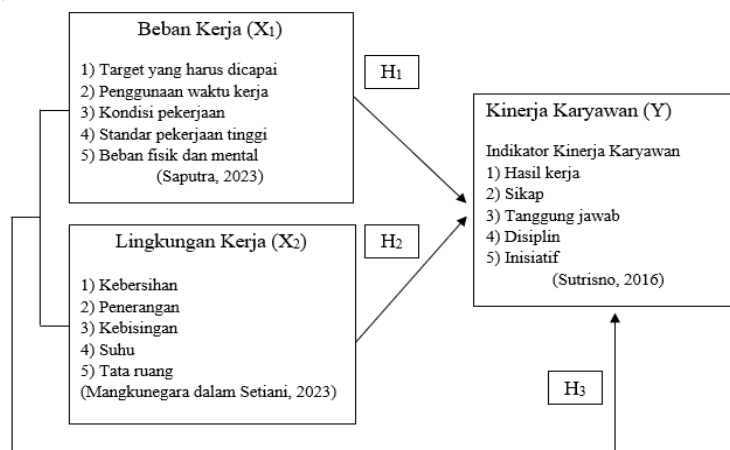 Beban Kerja (X₁)
1) Target yang harus dicapai
2) Penggunaan waktu kerja
3) Kondisi pekerjaan
4) Standar pekerjaan tinggi
5) Beban fisik dan mental
(Saputra, 2023)
H₁
Lingkungan Kerja (X₂)
1) Kebersihan
2) Penerangan
3) Kebisingan
4) Suhu
5) Tata ruang
(Mangkunegara dalam Setiani, 2023)
H₂
Kinerja Karyawan (Y)
Indikator Kinerja Karyawan
1) Hasil kerja
2) Sikap
3) Tanggung jawab
4) Disiplin
5) Inisiatif
(Sutrisno, 2016)
H₃